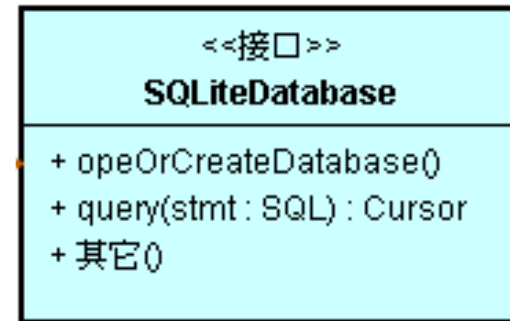 <<接口>>
SQLiteDatabase
+ opeOrCreateDatabase()
+ query(stmt : SQL) : Cursor
+ 其它()